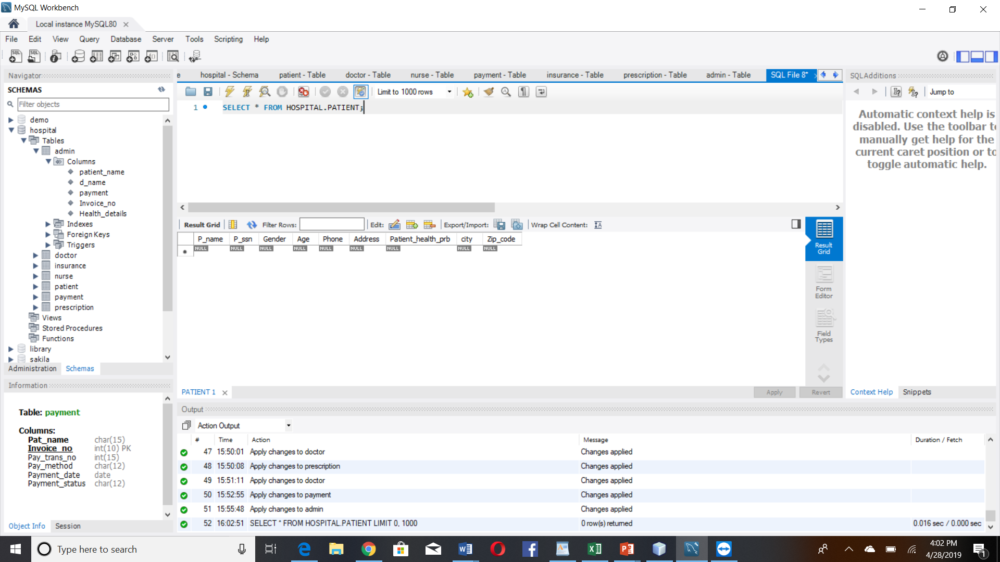 MySQL Workbench
Local instance MySQL80
File Edit View Query Database Server Tools Scripting Help
Navigator
SCHEMAS
Filter objects
demo
hospital
Tables
admin
Columns
patient_name
d_name
payment
Invoice_no
Health_details
Indexes
Foreign Keys
Triggers
doctor
insurance
nurse
patient
payment
prescription
Views
Stored Procedures
Functions
library
sakila
Administration Schemas
Information
Table: payment
Columns:
Pat_name char(15)
Invoice_no int(10) PK
Pay_trans_no int(15)
Pay_method char(12)
Payment_date date
Payment_status char(12)
Object Info Session
e hospital - Schema patient - Table doctor - Table nurse - Table payment - Table insurance - Table prescription - Table admin - Table SQL File 8*
Limit to 1000 rows
1 SELECT * FROM HOSPITAL.PATIENT;
Result Grid Filter Rows: Edit: Export/Import: Wrap Cell Content:
P_name P_ssn Gender Age Phone Address Patient_health_prb city Zip_code
NULL NULL NULL NULL NULL NULL NULL NULL NULL
Result
Grid
Form
Editor
Field
Types
PATIENT 1
Apply Revert
SQLAdditions
Jump to
Automatic context help is
disabled. Use the toolbar to
manually get help for the
current caret position or to
toggle automatic help.
Context Help Snippets
Output
Action Output
# Time Action Message Duration / Fetch
47 15:50:01 Apply changes to doctor Changes applied
48 15:50:08 Apply changes to prescription Changes applied
49 15:51:11 Apply changes to doctor Changes applied
50 15:52:55 Apply changes to payment Changes applied
51 15:55:48 Apply changes to admin Changes applied
52 16:02:51 SELECT * FROM HOSPITAL.PATIENT LIMIT 0, 1000 0 row(s) returned 0.016 sec / 0.000 sec
Type here to search
4:02 PM
4/28/2019
1